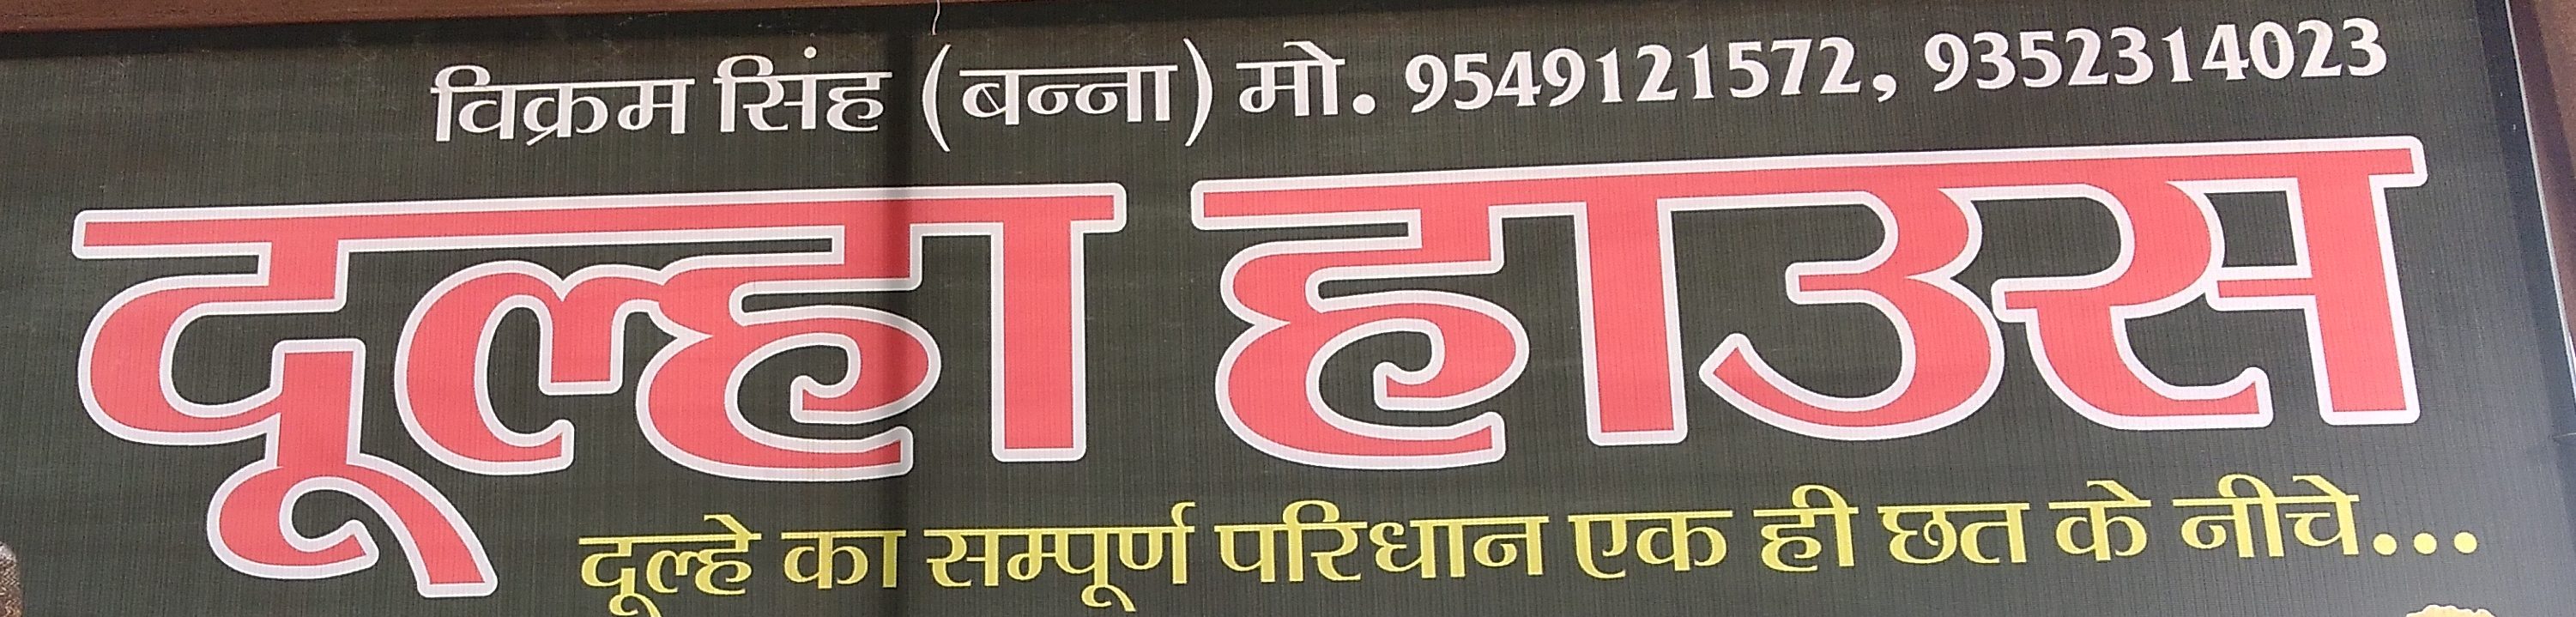 विक्रम सिंह (बन्ना) मो. 9549121572, 9352314023
दूल्हा हाउस
दूल्हे का सम्पूर्ण परिधान एक ही छत के नीचे...